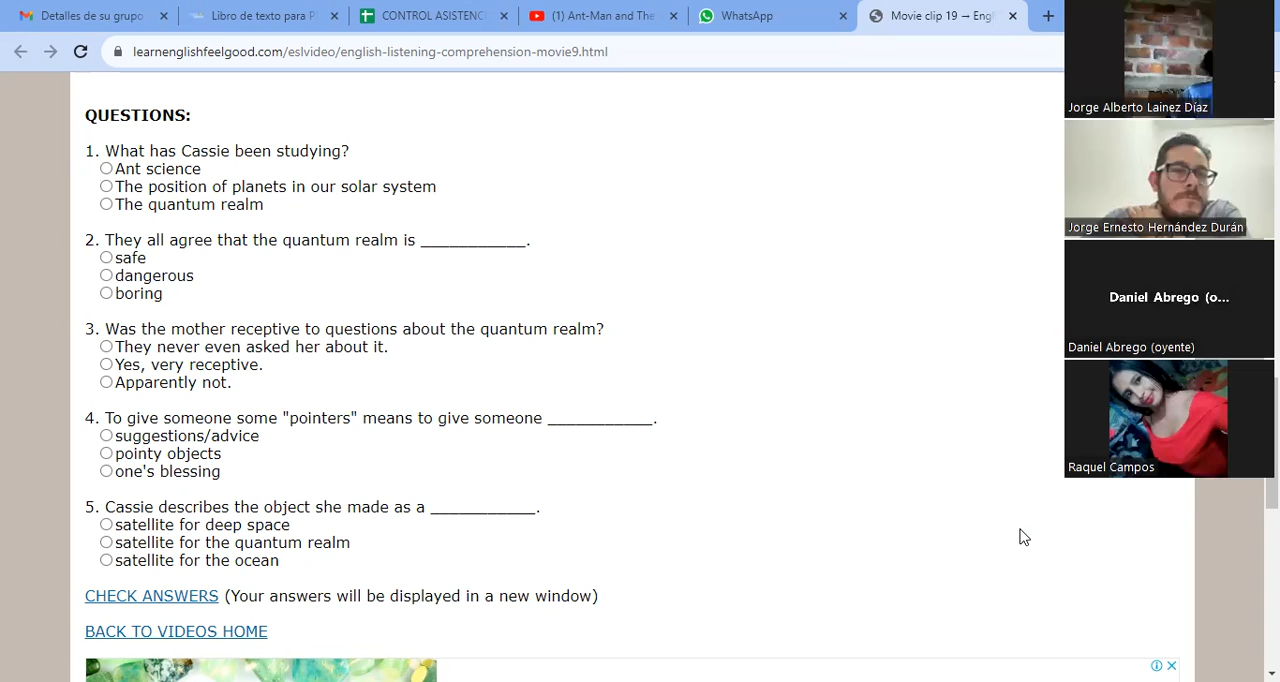 Detalles de su grupo
Libro de texto para Pl
CONTROL ASISTENC
(1) Ant-Man and The
WhatsApp
Movie clip 19 → Eng
learnenglishfeelgood.com/eslvideo/english-listening-comprehension-movie9.html
QUESTIONS:
1. What has Cassie been studying?
Ant science
The position of planets in our solar system
The quantum realm
2. They all agree that the quantum realm is ____________.
safe
dangerous
boring
3. Was the mother receptive to questions about the quantum realm?
They never even asked her about it.
Yes, very receptive.
Apparently not.
4. To give someone some "pointers" means to give someone ____________.
suggestions/advice
pointy objects
one's blessing
5. Cassie describes the object she made as a ____________.
satellite for deep space
satellite for the quantum realm
satellite for the ocean
CHECK ANSWERS (Your answers will be displayed in a new window)
BACK TO VIDEOS HOME
Jorge Alberto Lainez Díaz
Jorge Ernesto Hernández Durán
Daniel Abrego (o...
Daniel Abrego (oyente)
Raquel Campos